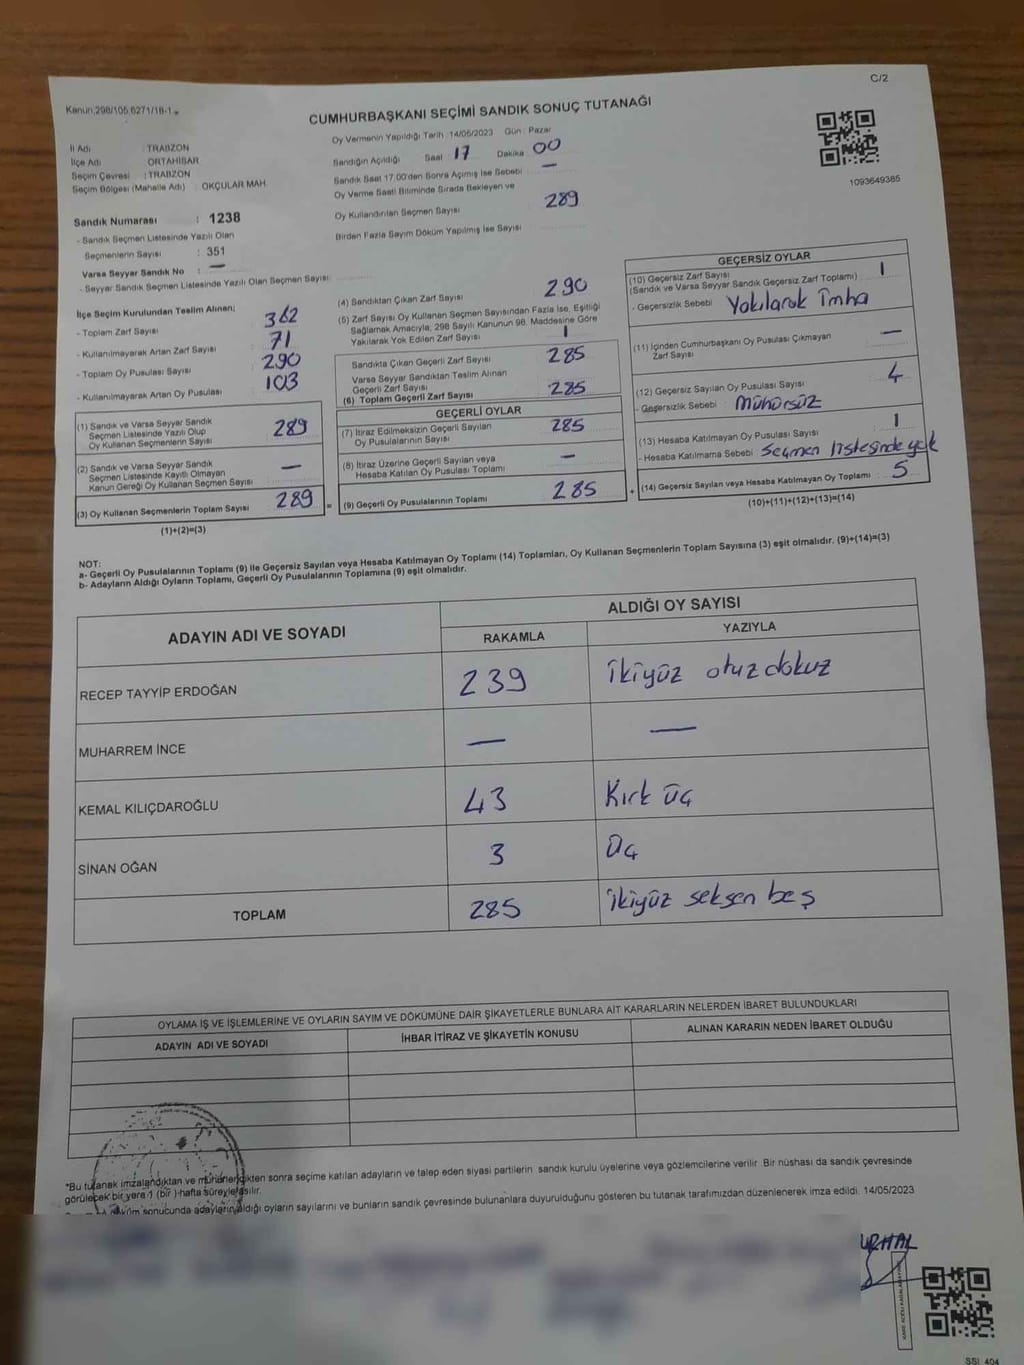 C/2
Kanun;298/105;6271/18-1
CUMHURBAŞKANI SEÇİMİ SANDIK SONUÇ TUTANAĞI
İl Adı : TRABZON
İlçe Adı : ORTAHİSAR
Seçim Çevresi : TRABZON
Seçim Bölgesi (Mahalle Adı) : OKÇULAR MAH.
Oy Vermenin Yapıldığı Tarih : 14/05/2023 Gün : Pazar
Sandığın Açıldığı Saat 17 Dakika 00
Sandık Saat 17.00'den Sonra Açılmış İse Sebebi —
Oy Verme Saati Bitiminde Sırada Bekleyen ve
Oy Kullandırılan Seçmen Sayısı 289
Birden Fazla Sayım Döküm Yapılmış İse Sayısı
1093649385
Sandık Numarası : 1238
- Sandık Seçmen Listesinde Yazılı Olan
Seçmenlerin Sayısı : 351
Varsa Seyyar Sandık No : —
- Seyyar Sandık Seçmen Listesinde Yazılı Olan Seçmen Sayısı:
İlçe Seçim Kurulundan Teslim Alınan;
- Toplam Zarf Sayısı 362
- Kullanılmayarak Artan Zarf Sayısı 71
- Toplam Oy Pusulası Sayısı 290
- Kullanılmayarak Artan Oy Pusulası 103
(1) Sandık ve Varsa Seyyar Sandık
Seçmen Listesinde Yazılı Olup
Oy Kullanan Seçmenlerin Sayısı 289
(2) Sandık ve Varsa Seyyar Sandık
Seçmen Listesinde Kayıtlı Olmayan
Kanun Gereği Oy Kullanan Seçmen Sayısı —
(3) Oy Kullanan Seçmenlerin Toplam Sayısı 289 =
(1)+(2)=(3)
(4) Sandıktan Çıkan Zarf Sayısı 290
(5) Zarf Sayısı Oy Kullanan Seçmen Sayısından Fazla İse, Eşitliği
Sağlamak Amacıyla; 298 Sayılı Kanunun 98. Maddesine Göre
Yakılarak Yok Edilen Zarf Sayısı 1
Sandıkta Çıkan Geçerli Zarf Sayısı 285
Varsa Seyyar Sandıktan Teslim Alınan
Geçerli Zarf Sayısı
(6) Toplam Geçerli Zarf Sayısı 285
GEÇERLİ OYLAR
(7) İtiraz Edilmeksizin Geçerli Sayılan
Oy Pusulalarının Sayısı 285
(8) İtiraz Üzerine Geçerli Sayılan veya
Hesaba Katılan Oy Pusulası Toplamı —
(9) Geçerli Oy Pusulalarının Toplamı 285 +
GEÇERSİZ OYLAR
(10) Geçersiz Zarf Sayısı
(Sandık ve Varsa Seyyar Sandık Geçersiz Zarf Toplamı) 1
- Geçersizlik Sebebi Yakılarak İmha
(11) İçinden Cumhurbaşkanı Oy Pusulası Çıkmayan
Zarf Sayısı —
(12) Geçersiz Sayılan Oy Pusulası Sayısı 4
- Geçersizlik Sebebi : Mühürsüz
(13) Hesaba Katılmayan Oy Pusulası Sayısı 1
- Hesaba Katılmama Sebebi Seçmen listesinde yok
(14) Geçersiz Sayılan veya Hesaba Katılmayan Oy Toplamı : 5
(10)+(11)+(12)+(13)=(14)
NOT:
a- Geçerli Oy Pusulalarının Toplamı (9) ile Geçersiz Sayılan veya Hesaba Katılmayan Oy Toplamı (14) Toplamları, Oy Kullanan Seçmenlerin Toplam Sayısına (3) eşit olmalıdır. (9)+(14)=(3)
b- Adayların Aldığı Oyların Toplamı, Geçerli Oy Pusulalarının Toplamına (9) eşit olmalıdır.
ADAYIN ADI VE SOYADI
ALDIĞI OY SAYISI
RAKAMLA YAZIYLA
RECEP TAYYİP ERDOĞAN 239 İkiyüz otuz dokuz
MUHARREM İNCE — —
KEMAL KILIÇDAROĞLU 43 Kırk üç
SİNAN OĞAN 3 Üç
TOPLAM 285 İkiyüz seksen beş
OYLAMA İŞ VE İŞLEMLERİNE VE OYLARIN SAYIM VE DÖKÜMÜNE DAİR ŞİKAYETLERLE BUNLARA AİT KARARLARIN NELERDEN İBARET BULUNDUKLARI
ADAYIN ADI VE SOYADI İHBAR İTİRAZ VE ŞİKAYETİN KONUSU ALINAN KARARIN NEDEN İBARET OLDUĞU
*Bu tutanak imzalandıktan ve mühürlendikten sonra seçime katılan adayların ve talep eden siyasi partilerin sandık kurulu üyelerine veya gözlemcilerine verilir. Bir nüshası da sandık çevresinde
görülecek bir yere 1 (bir ) hafta süreyle asılır.
döküm sonucunda adayların aldığı oyların sayılarını ve bunların sandık çevresinde bulunanlara duyurulduğunu gösteren bu tutanak tarafımızdan düzenlenerek imza edildi. 14/05/2023
SSI_404